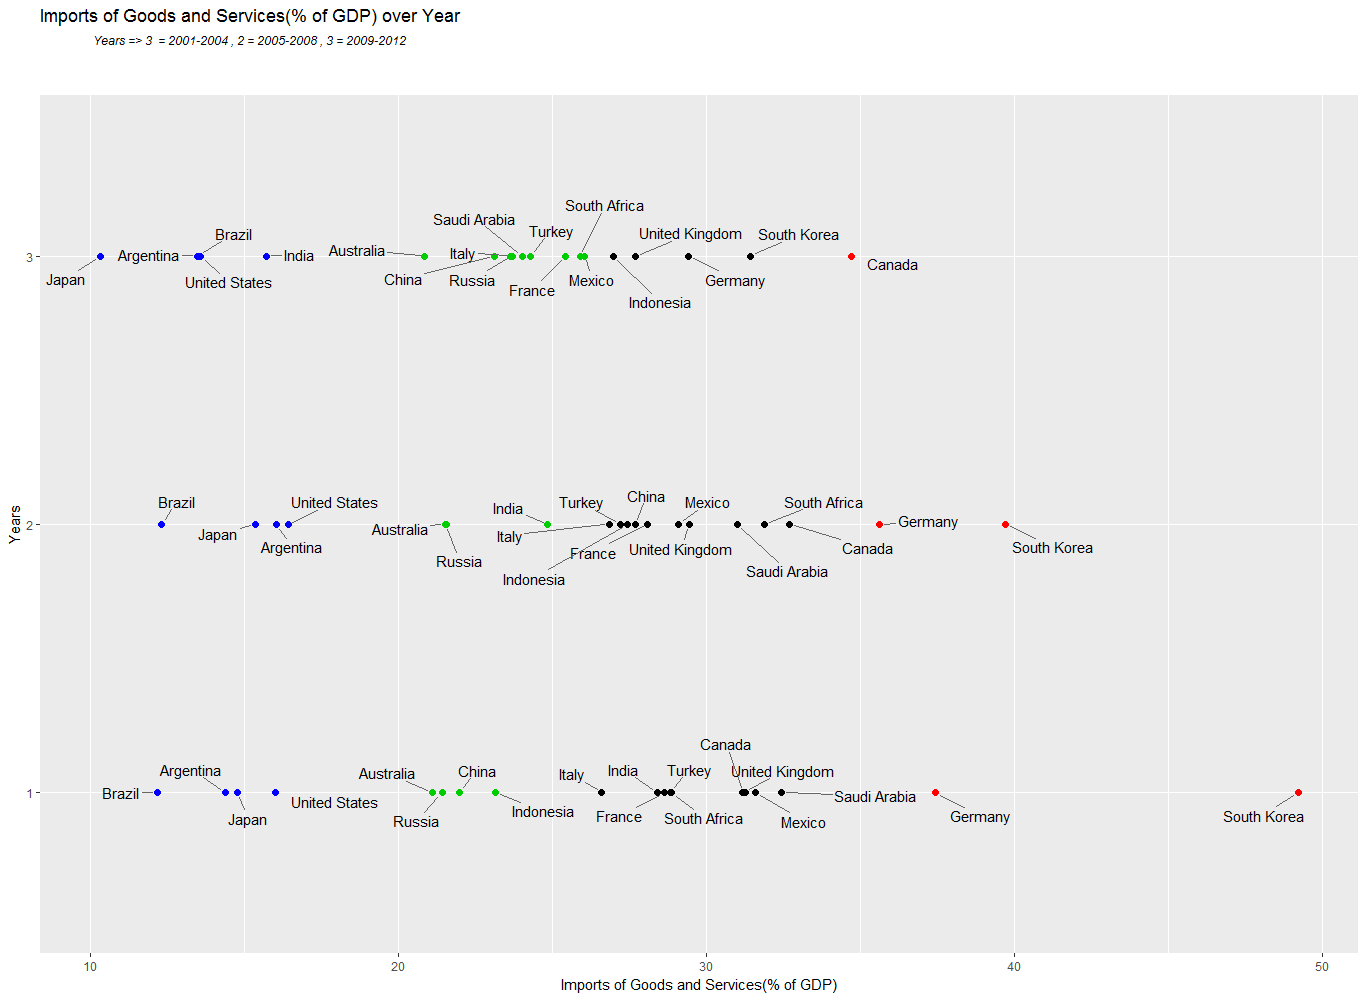 Imports of Goods and Services(% of GDP) over Year
Years => 3 = 2001-2004 , 2 = 2005-2008 , 3 = 2009-2012
South Africa
Saudi Arabia
Turkey
Brazil
United Kingdom
South Korea
Australia
Italy
Argentina
India
3
Canada
Japan
United States
China
Russia
France
Mexico
Germany
Indonesia
China
Brazil
United States
India
Turkey
Mexico
South Africa
Germany
Years
2
Australia
Japan
Italy
Argentina
France
United Kingdom
Canada
South Korea
Russia
Indonesia
Saudi Arabia
Canada
Argentina
Australia
China
Italy
India
Turkey
United Kingdom
1
Brazil
United States
Saudi Arabia
Indonesia
Japan
Russia
France
South Africa
Mexico
Germany
South Korea
10
20
30
40
50
Imports of Goods and Services(% of GDP)